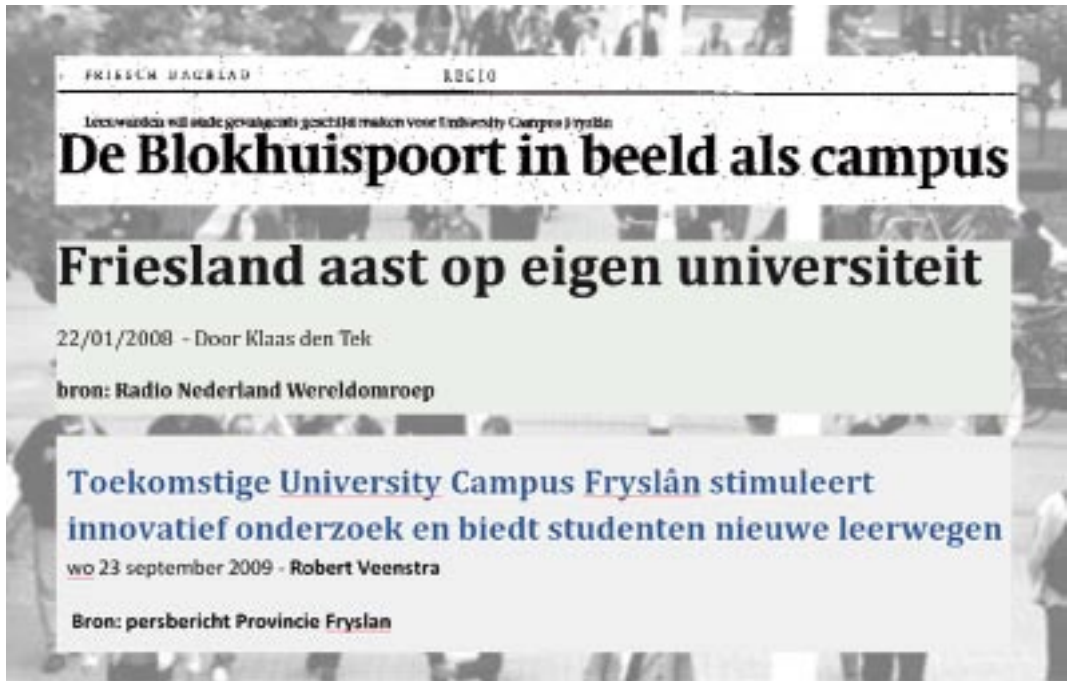 FRIESCH DAGBLAD REGIO
Leeuwarden wil oude gevangenis geschikt maken voor University Campus Fryslân
De Blokhuispoort in beeld als campus
Friesland aast op eigen universiteit
22/01/2008 - Door Klaas den Tek
bron: Radio Nederland Wereldomroep
Toekomstige University Campus Fryslân stimuleert
innovatief onderzoek en biedt studenten nieuwe leerwegen
wo 23 september 2009 - Robert Veenstra
Bron: persbericht Provincie Fryslan